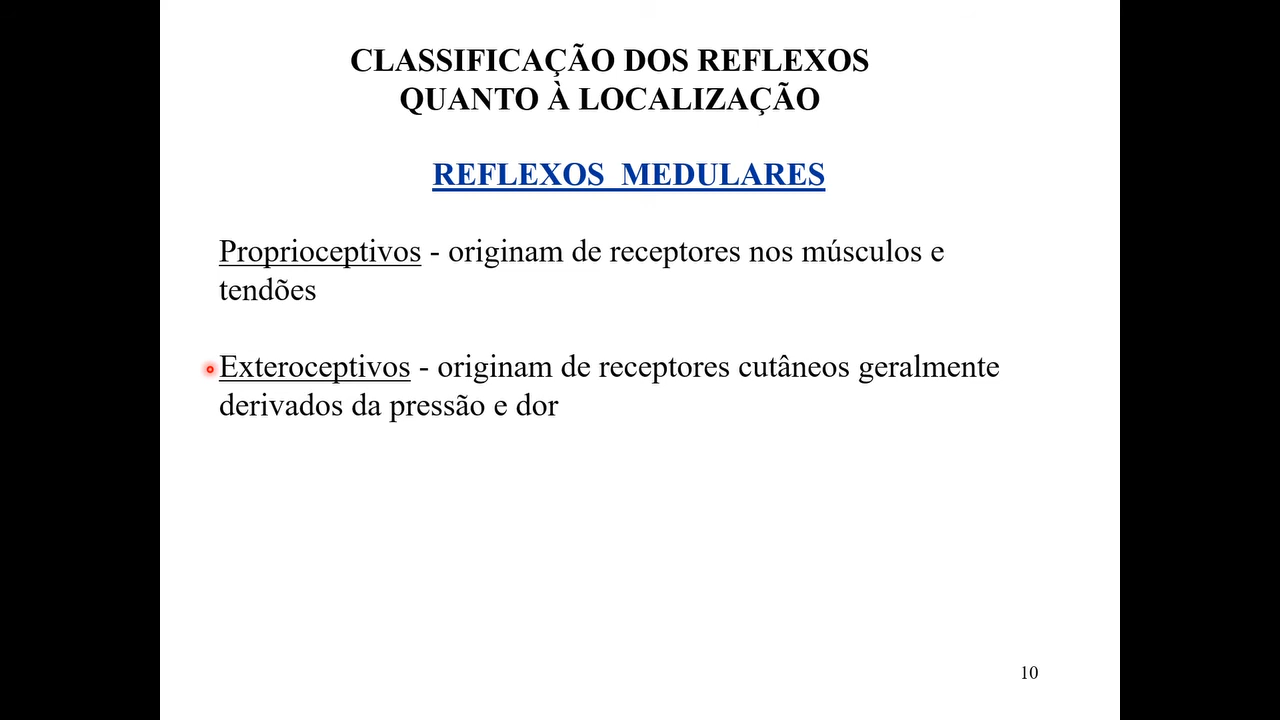 CLASSIFICAÇÃO DOS REFLEXOS
QUANTO À LOCALIZAÇÃO
REFLEXOS MEDULARES
Proprioceptivos - originam de receptores nos músculos e
tendões
Exteroceptivos - originam de receptores cutâneos geralmente
derivados da pressão e dor
10